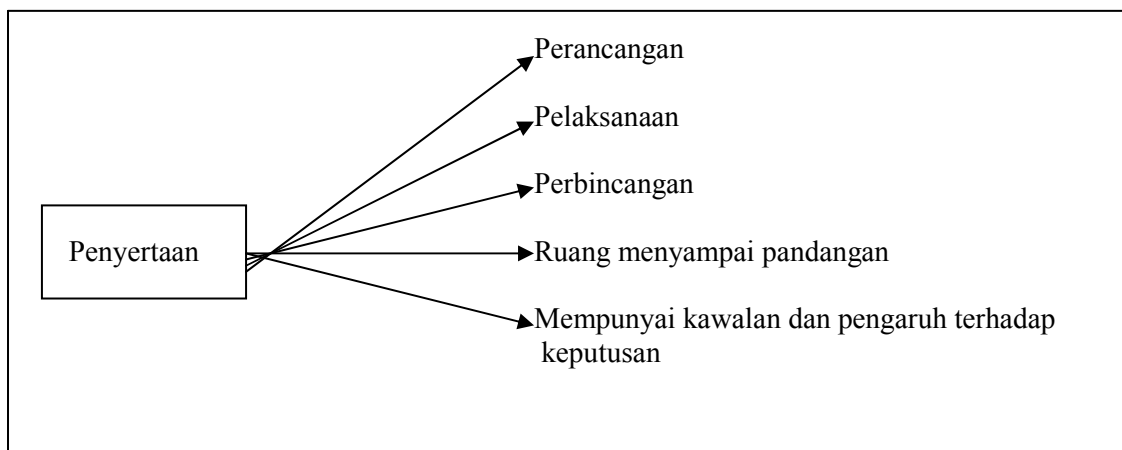 Perancangan
Pelaksanaan
Perbincangan
Penyertaan
Ruang menyampai pandangan
Mempunyai kawalan dan pengaruh terhadap
keputusan